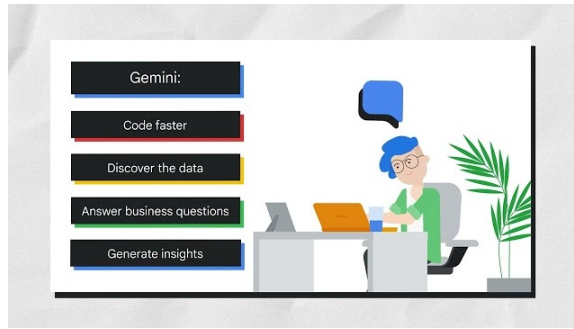 Gemini:
Code faster
Discover the data
Answer business questions
Generate insights